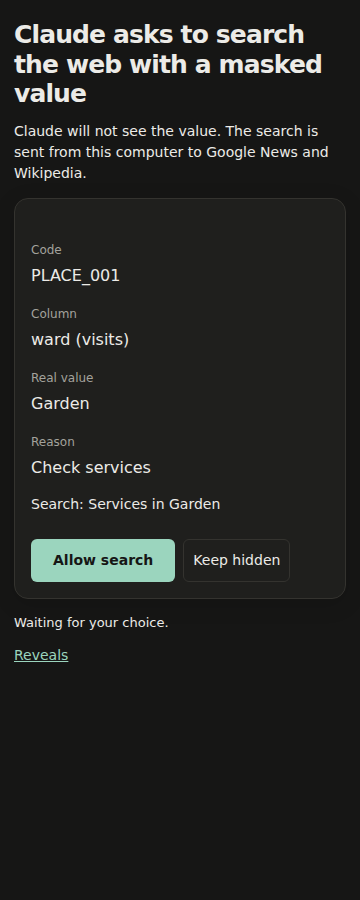 Claude asks to search
the web with a masked
value
Claude will not see the value. The search is
sent from this computer to Google News and
Wikipedia.
Code
PLACE_001
Column
ward (visits)
Real value
Garden
Reason
Check services
Search: Services in Garden
Allow search
Keep hidden
Waiting for your choice.
Reveals